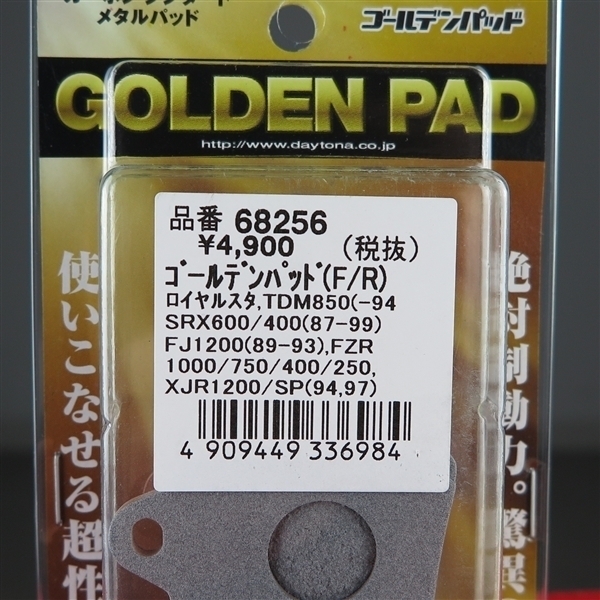 メタルパッド
ゴールデンパッド
GOLDEN PAD
http://www.daytona.co.jp
品番 68256
¥4,900 (税抜)
ｺﾞｰﾙﾃﾞﾝﾊﾟｯﾄﾞ(F/R)
ロイヤルスタ,TDM850(-94
SRX600/400(87-99)
FJ1200(89-93),FZR
1000/750/400/250,
XJR1200/SP(94,97)
4 909449 336984
使いこなせる超性
絶対制動力。驚異の